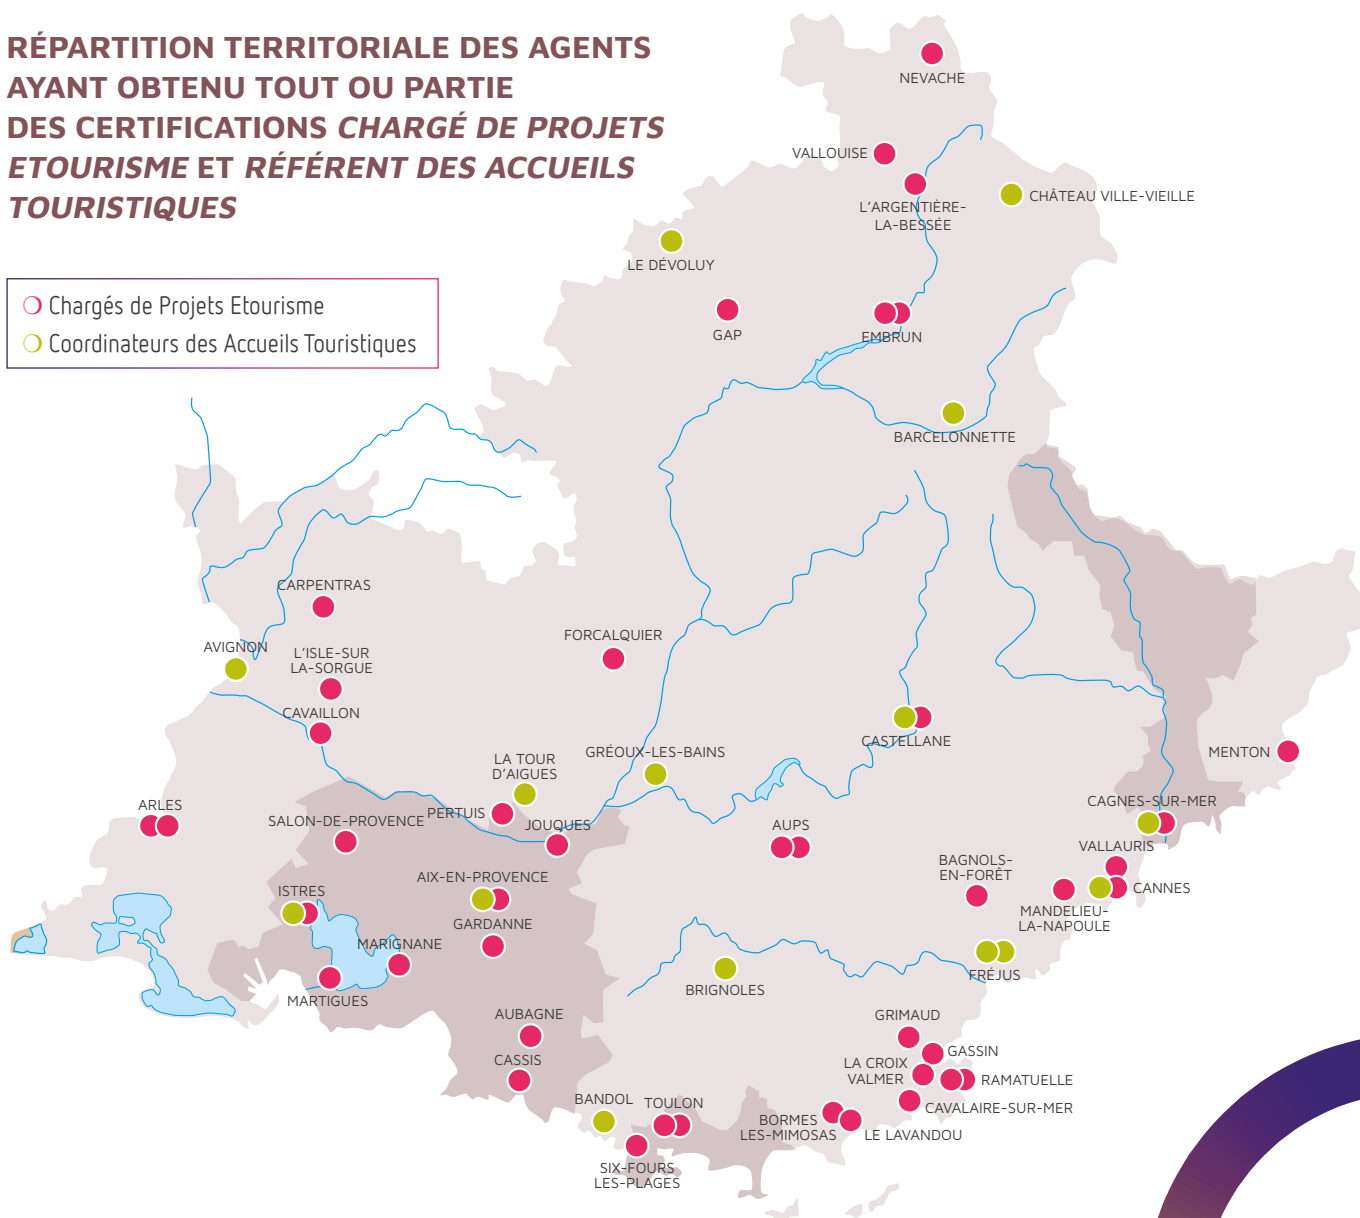 RÉPARTITION TERRITORIALE DES AGENTS
AYANT OBTENU TOUT OU PARTIE
DES CERTIFICATIONS CHARGÉ DE PROJETS
ETOURISME ET RÉFÉRENT DES ACCUEILS
TOURISTIQUES
Chargés de Projets Etourisme
Coordinateurs des Accueils Touristiques
NEVACHE
VALLOUISE
L'ARGENTIÈRE-
LA-BESSÉE
CHÂTEAU VILLE-VIEILLE
LE DÉVOLUY
GAP
EMBRUN
BARCELONNETTE
CARPENTRAS
AVIGNON
L'ISLE-SUR
LA-SORGUE
CAVAILLON
FORCALQUIER
CASTELLANE
GRÉOUX-LES-BAINS
LA TOUR
D'AIGUES
MENTON
ARLES
SALON-DE-PROVENCE
PERTUIS
JOUQUES
AUPS
CAGNES-SUR-MER
VALLAURIS
CANNES
BAGNOLS-
EN-FORÊT
MANDELIEU-
LA-NAPOULE
ISTRES
AIX-EN-PROVENCE
GARDANNE
MARIGNANE
MARTIGUES
FRÉJUS
BRIGNOLES
AUBAGNE
CASSIS
GRIMAUD
GASSIN
LA CROIX
VALMER
RAMATUELLE
CAVALAIRE-SUR-MER
BANDOL
TOULON
BORMES
LES-MIMOSAS
LE LAVANDOU
SIX-FOURS
LES-PLAGES